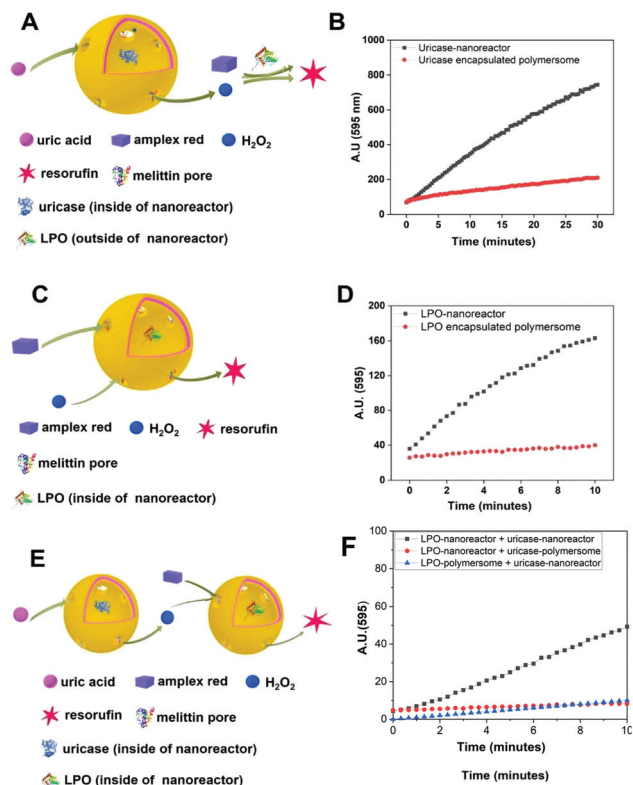 A
uric acid
amplex red
H₂O₂
resorufin
melittin pore
uricase (inside of nanoreactor)
LPO (outside of nanoreactor)
B
Uricase-nanoreactor
Uricase encapsulated polymersome
1000
800
600
400
200
0
A.U (595 nm)
0 5 10 15 20 25 30
Time (minutes)
C
amplex red
H₂O₂
resorufin
melittin pore
LPO (inside of nanoreactor)
D
LPO-nanoreactor
LPO encapsulated polymersome
200
160
120
80
40
0
A.U. (595)
0 2 4 6 8 10
Time (minutes)
E
uric acid
amplex red
H₂O₂
resorufin
melittin pore
uricase (inside of nanoreactor)
LPO (inside of nanoreactor)
F
LPO-nanoreactor + uricase-nanoreactor
LPO-nanoreactor + uricase-polymersome
LPO-polymersome + uricase-nanoreactor
100
80
60
40
20
0
A.U.(595)
0 2 4 6 8 10
Time (minutes)
Time (minutes)